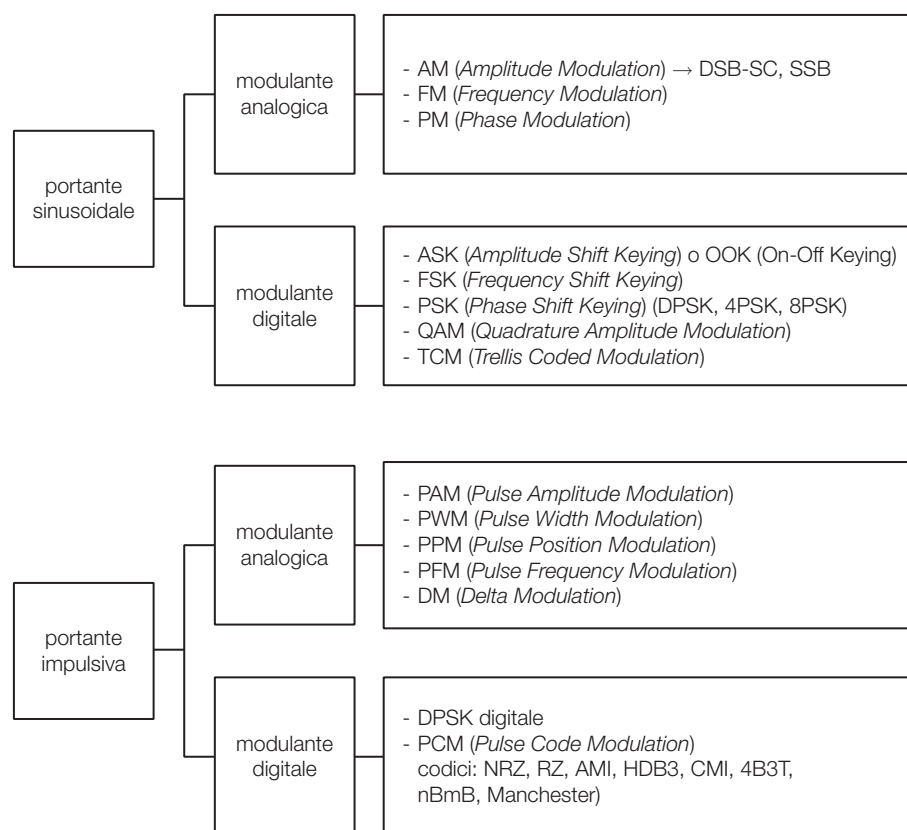 portante
sinusoidale
modulante
analogica
- AM (Amplitude Modulation) → DSB-SC, SSB
- FM (Frequency Modulation)
- PM (Phase Modulation)
modulante
digitale
- ASK (Amplitude Shift Keying) o OOK (On-Off Keying)
- FSK (Frequency Shift Keying)
- PSK (Phase Shift Keying) (DPSK, 4PSK, 8PSK)
- QAM (Quadrature Amplitude Modulation)
- TCM (Trellis Coded Modulation)
portante
impulsiva
modulante
analogica
- PAM (Pulse Amplitude Modulation)
- PWM (Pulse Width Modulation)
- PPM (Pulse Position Modulation)
- PFM (Pulse Frequency Modulation)
- DM (Delta Modulation)
modulante
digitale
- DPSK digitale
- PCM (Pulse Code Modulation)
codici: NRZ, RZ, AMI, HDB3, CMI, 4B3T,
nBmB, Manchester)